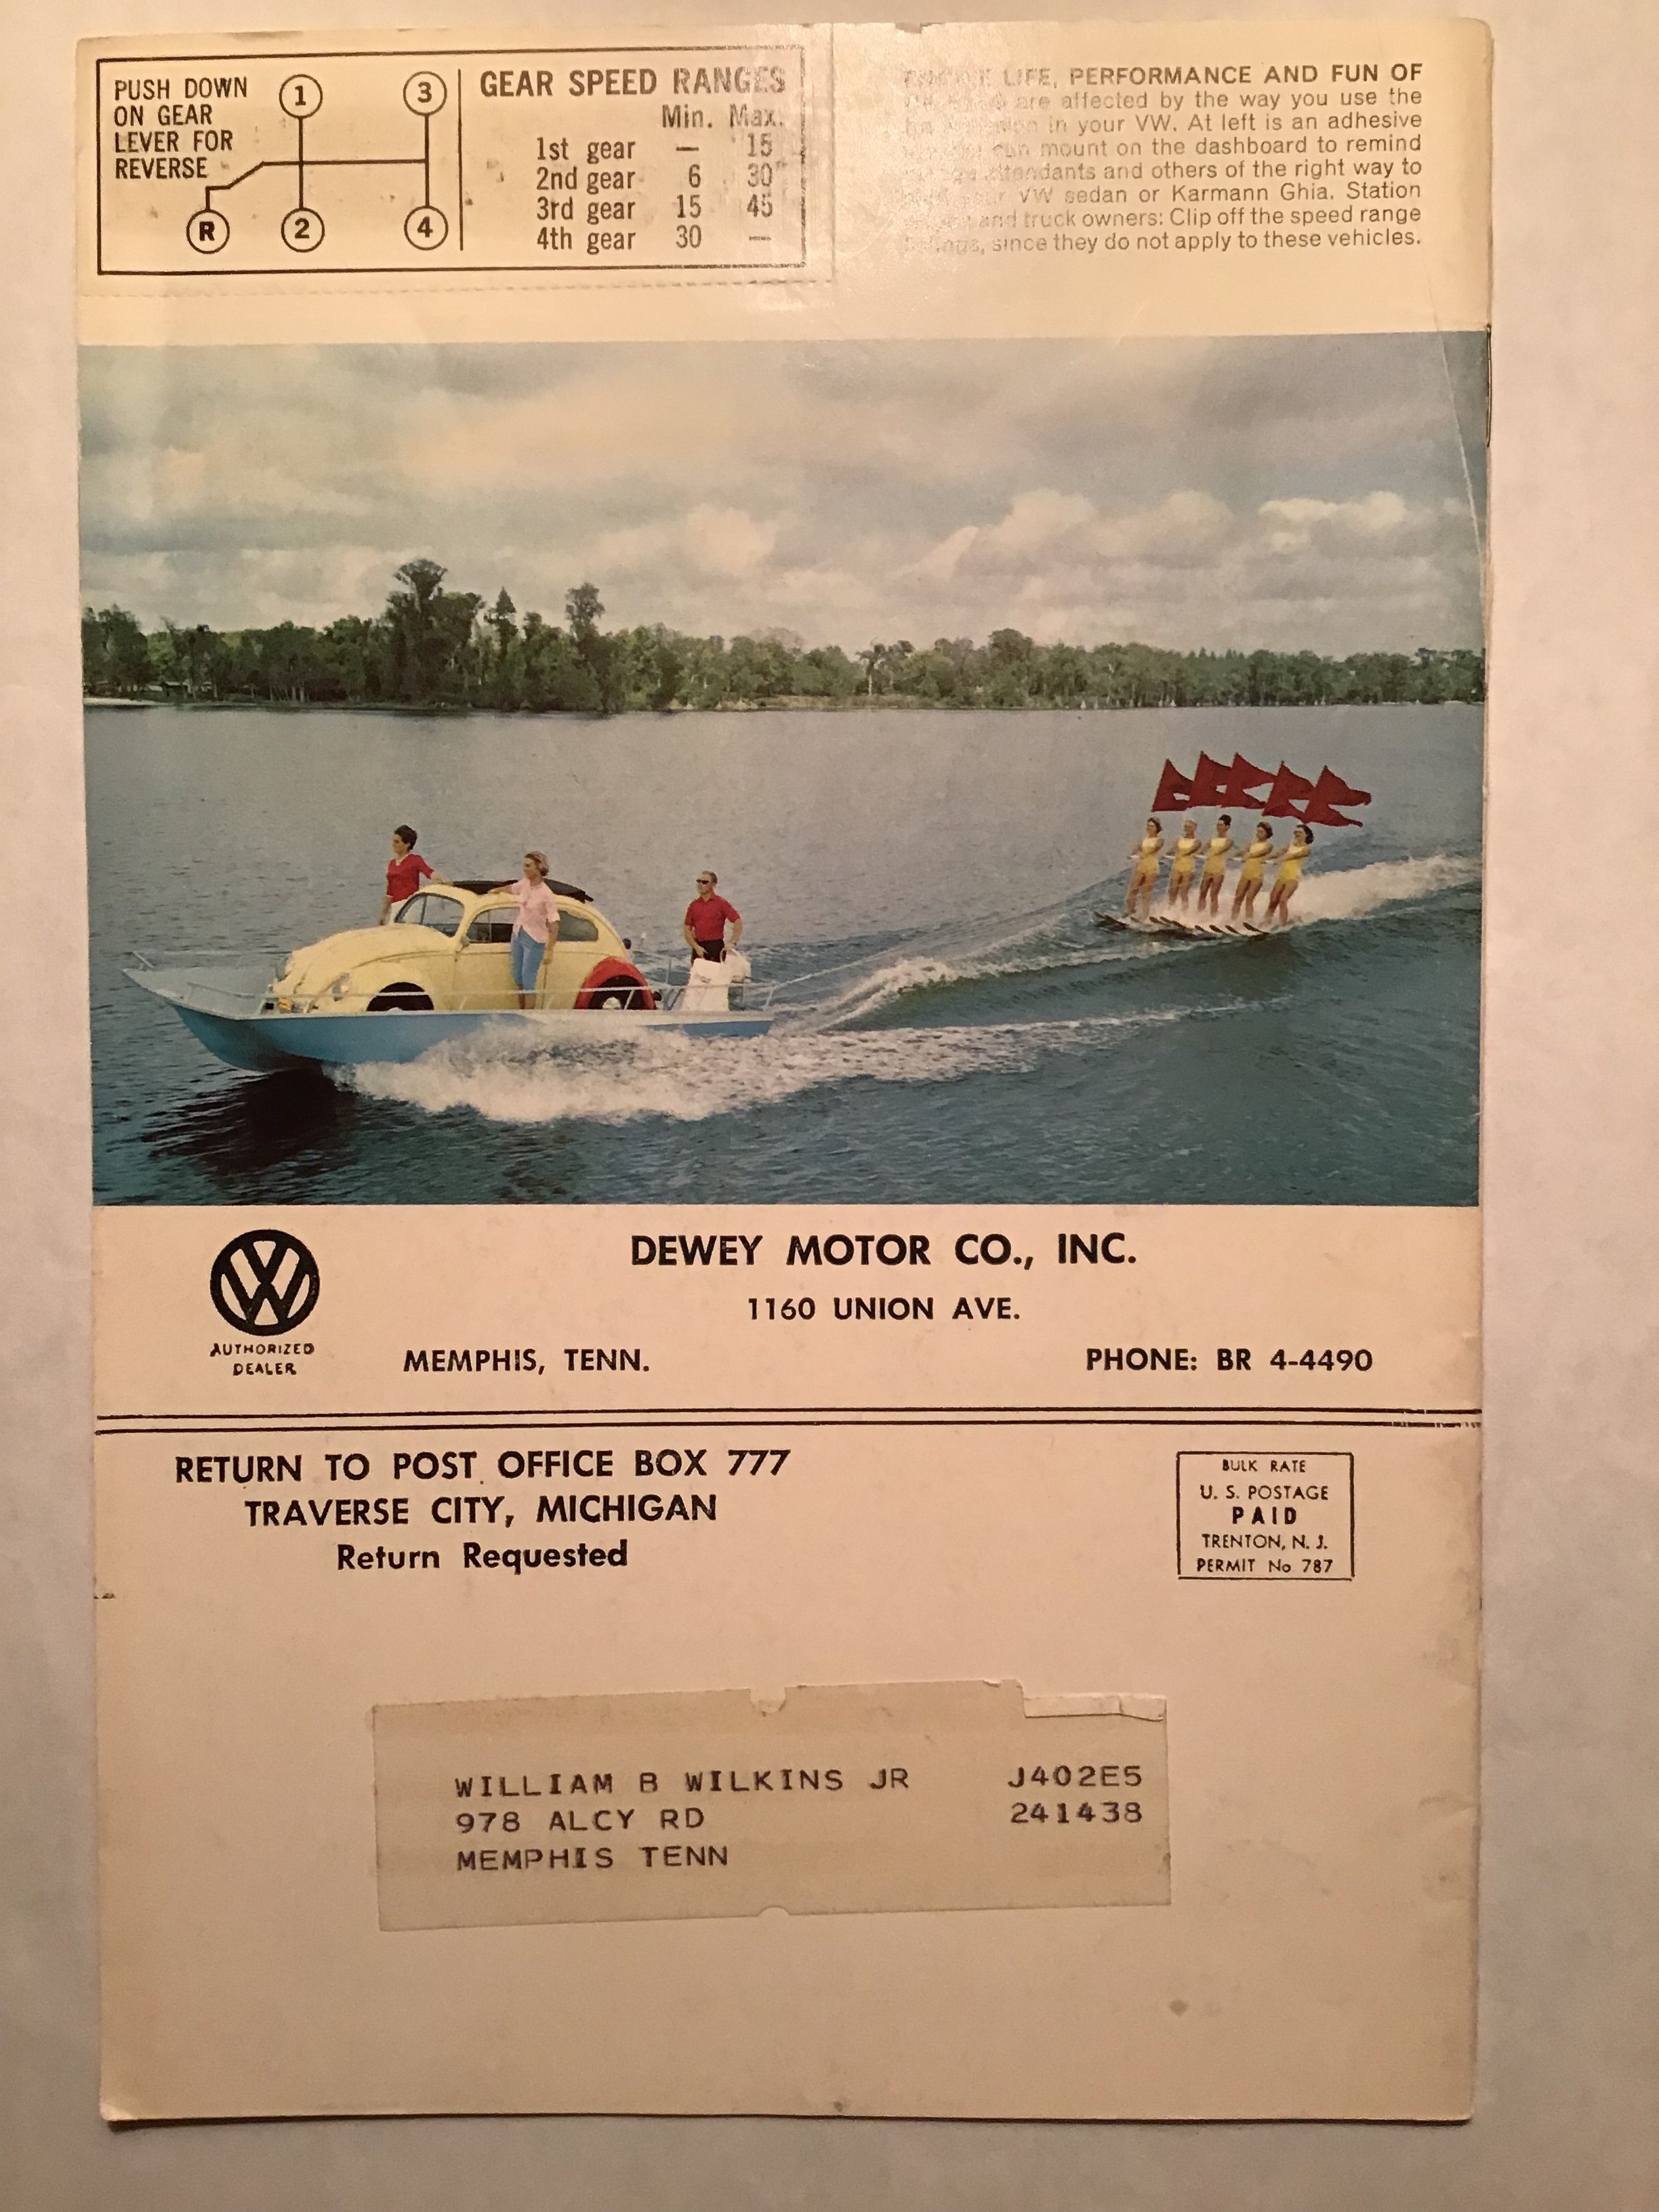 PUSH DOWN
ON GEAR
LEVER FOR
REVERSE
1 3
R 2 4
GEAR SPEED RANGES
Min. Max.
1st gear — 15
2nd gear 6 30
3rd gear 15 45
4th gear 30 —
LIFE, PERFORMANCE AND FUN OF
are affected by the way you use the
in your VW. At left is an adhesive
can mount on the dashboard to remind
attendants and others of the right way to
VW sedan or Karmann Ghia. Station
and truck owners: Clip off the speed range
since they do not apply to these vehicles.
VW
AUTHORIZED
DEALER
DEWEY MOTOR CO., INC.
1160 UNION AVE.
MEMPHIS, TENN. PHONE: BR 4-4490
RETURN TO POST OFFICE BOX 777
TRAVERSE CITY, MICHIGAN
Return Requested
BULK RATE
U. S. POSTAGE
PAID
TRENTON, N. J.
PERMIT No 787
WILLIAM B WILKINS JR J402E5
978 ALCY RD 241438
MEMPHIS TENN